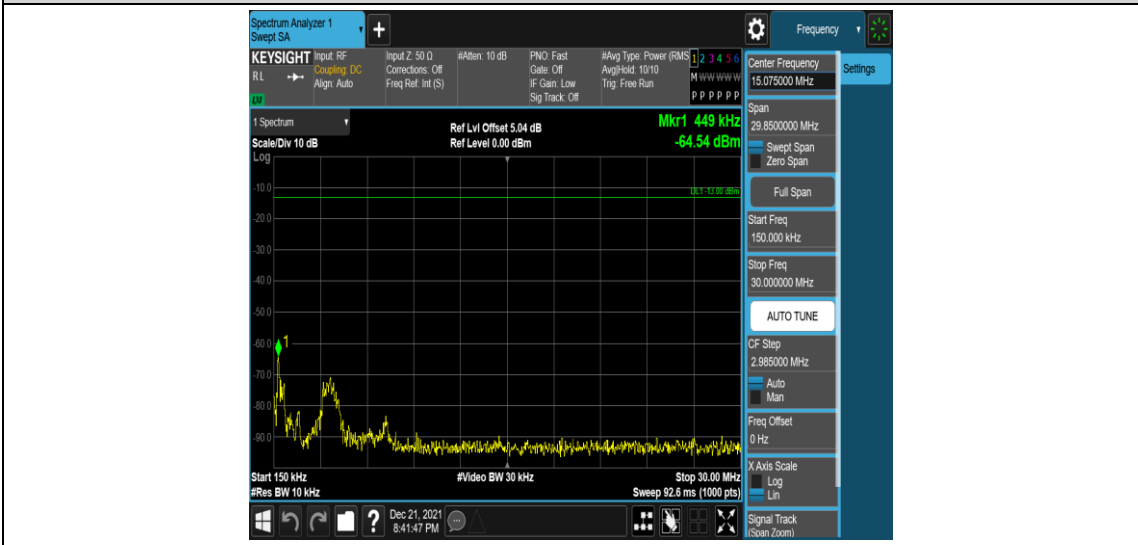 Spectrum Analyzer 1
Swept SA
+
Frequency
KEYSIGHT
R L
LXI
Input: RF
Coupling: DC
Align: Auto
Input Z: 50 Ω
Corrections: Off
Freq Ref: Int (S)
#Atten: 10 dB
PNO: Fast
Gate: Off
IF Gain: Low
Sig Track: Off
#Avg Type: Power (RMS
Avg|Hold: 10/10
Trig: Free Run
1 2 3 4 5 6
M W W W W W
P P P P P P
Center Frequency
15.075000 MHz
Settings
1 Spectrum
Scale/Div 10 dB
Log
Ref Lvl Offset 5.04 dB
Ref Level 0.00 dBm
Mkr1 449 kHz
-64.54 dBm
DL1 -13.00 dBm
-10.0
-20.0
-30.0
-40.0
-50.0
-60.0
-70.0
-80.0
-90.0
1
Start 150 kHz
#Res BW 10 kHz
#Video BW 30 kHz
Stop 30.00 MHz
Sweep 92.6 ms (1000 pts)
Span
29.8500000 MHz
Swept Span
Zero Span
Full Span
Start Freq
150.000 kHz
Stop Freq
30.000000 MHz
AUTO TUNE
CF Step
2.985000 MHz
Auto
Man
Freq Offset
0 Hz
X Axis Scale
Log
Lin
Signal Track
(Span Zoom)
?
Dec 21, 2021
8:41:47 PM